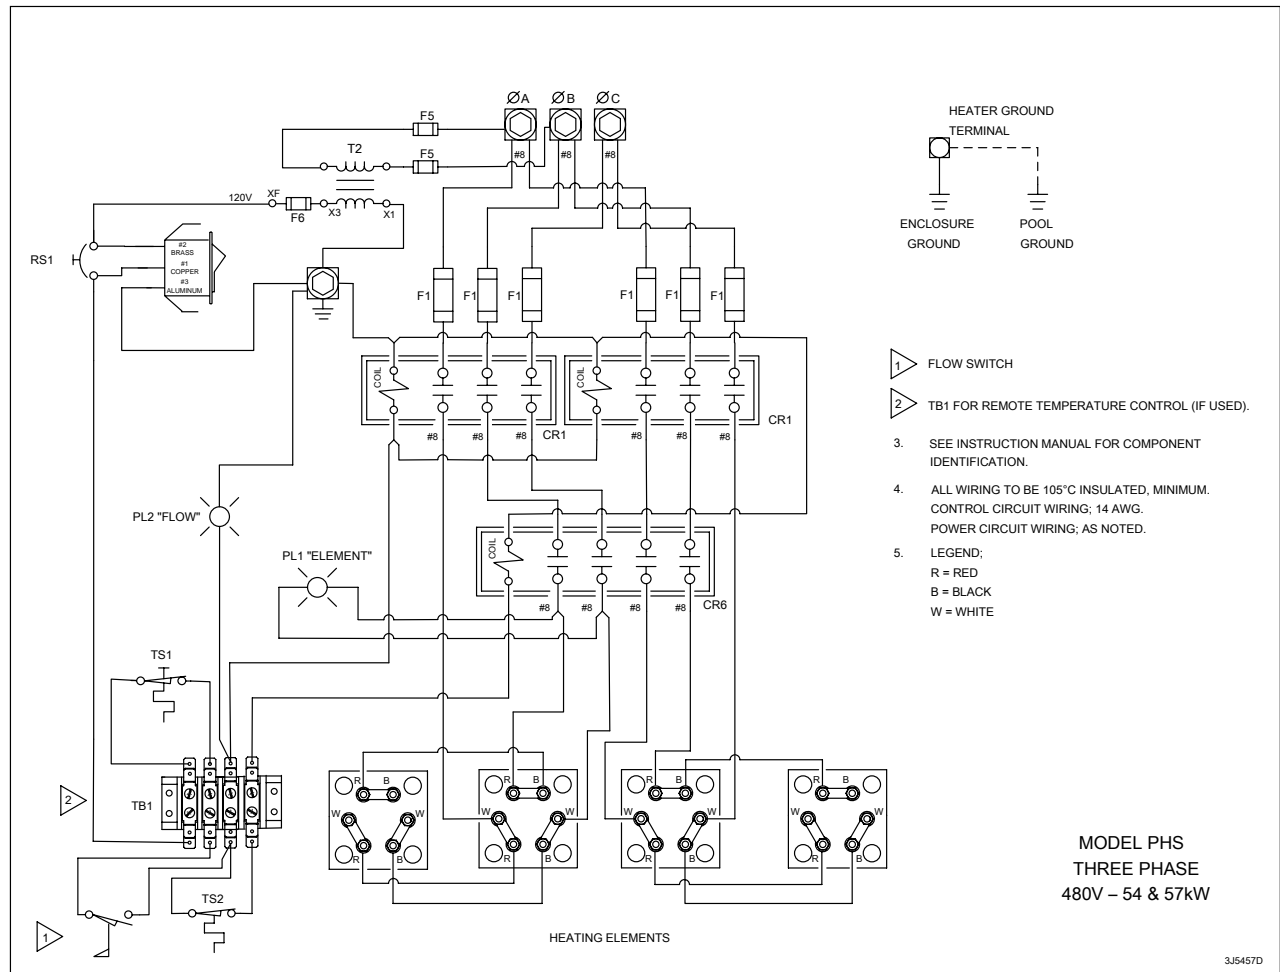 ØA ØB ØC
F5
T2
F5
#8 #8 #8
120V XF
F6 X3 X1
RS1
#2
BRASS
#1
COPPER
#3
ALUMINUM
F1 F1 F1 F1 F1 F1
COIL COIL
CR1 CR1
#8 #8 #8 #8 #8 #8
PL2 "FLOW"
PL1 "ELEMENT"
COIL
#8 #8 #8 #8
CR6
TS1
2
TB1
TS2
1
R B R B R B R B
W W W W W W
R B R B R B R B
HEATING ELEMENTS
HEATER GROUND
TERMINAL
ENCLOSURE
GROUND
POOL
GROUND
1 FLOW SWITCH
2 TB1 FOR REMOTE TEMPERATURE CONTROL (IF USED).
3. SEE INSTRUCTION MANUAL FOR COMPONENT
IDENTIFICATION.
4. ALL WIRING TO BE 105°C INSULATED, MINIMUM.
CONTROL CIRCUIT WIRING; 14 AWG.
POWER CIRCUIT WIRING; AS NOTED.
5. LEGEND;
R = RED
B = BLACK
W = WHITE
MODEL PHS
THREE PHASE
480V – 54 & 57kW
3J5457D